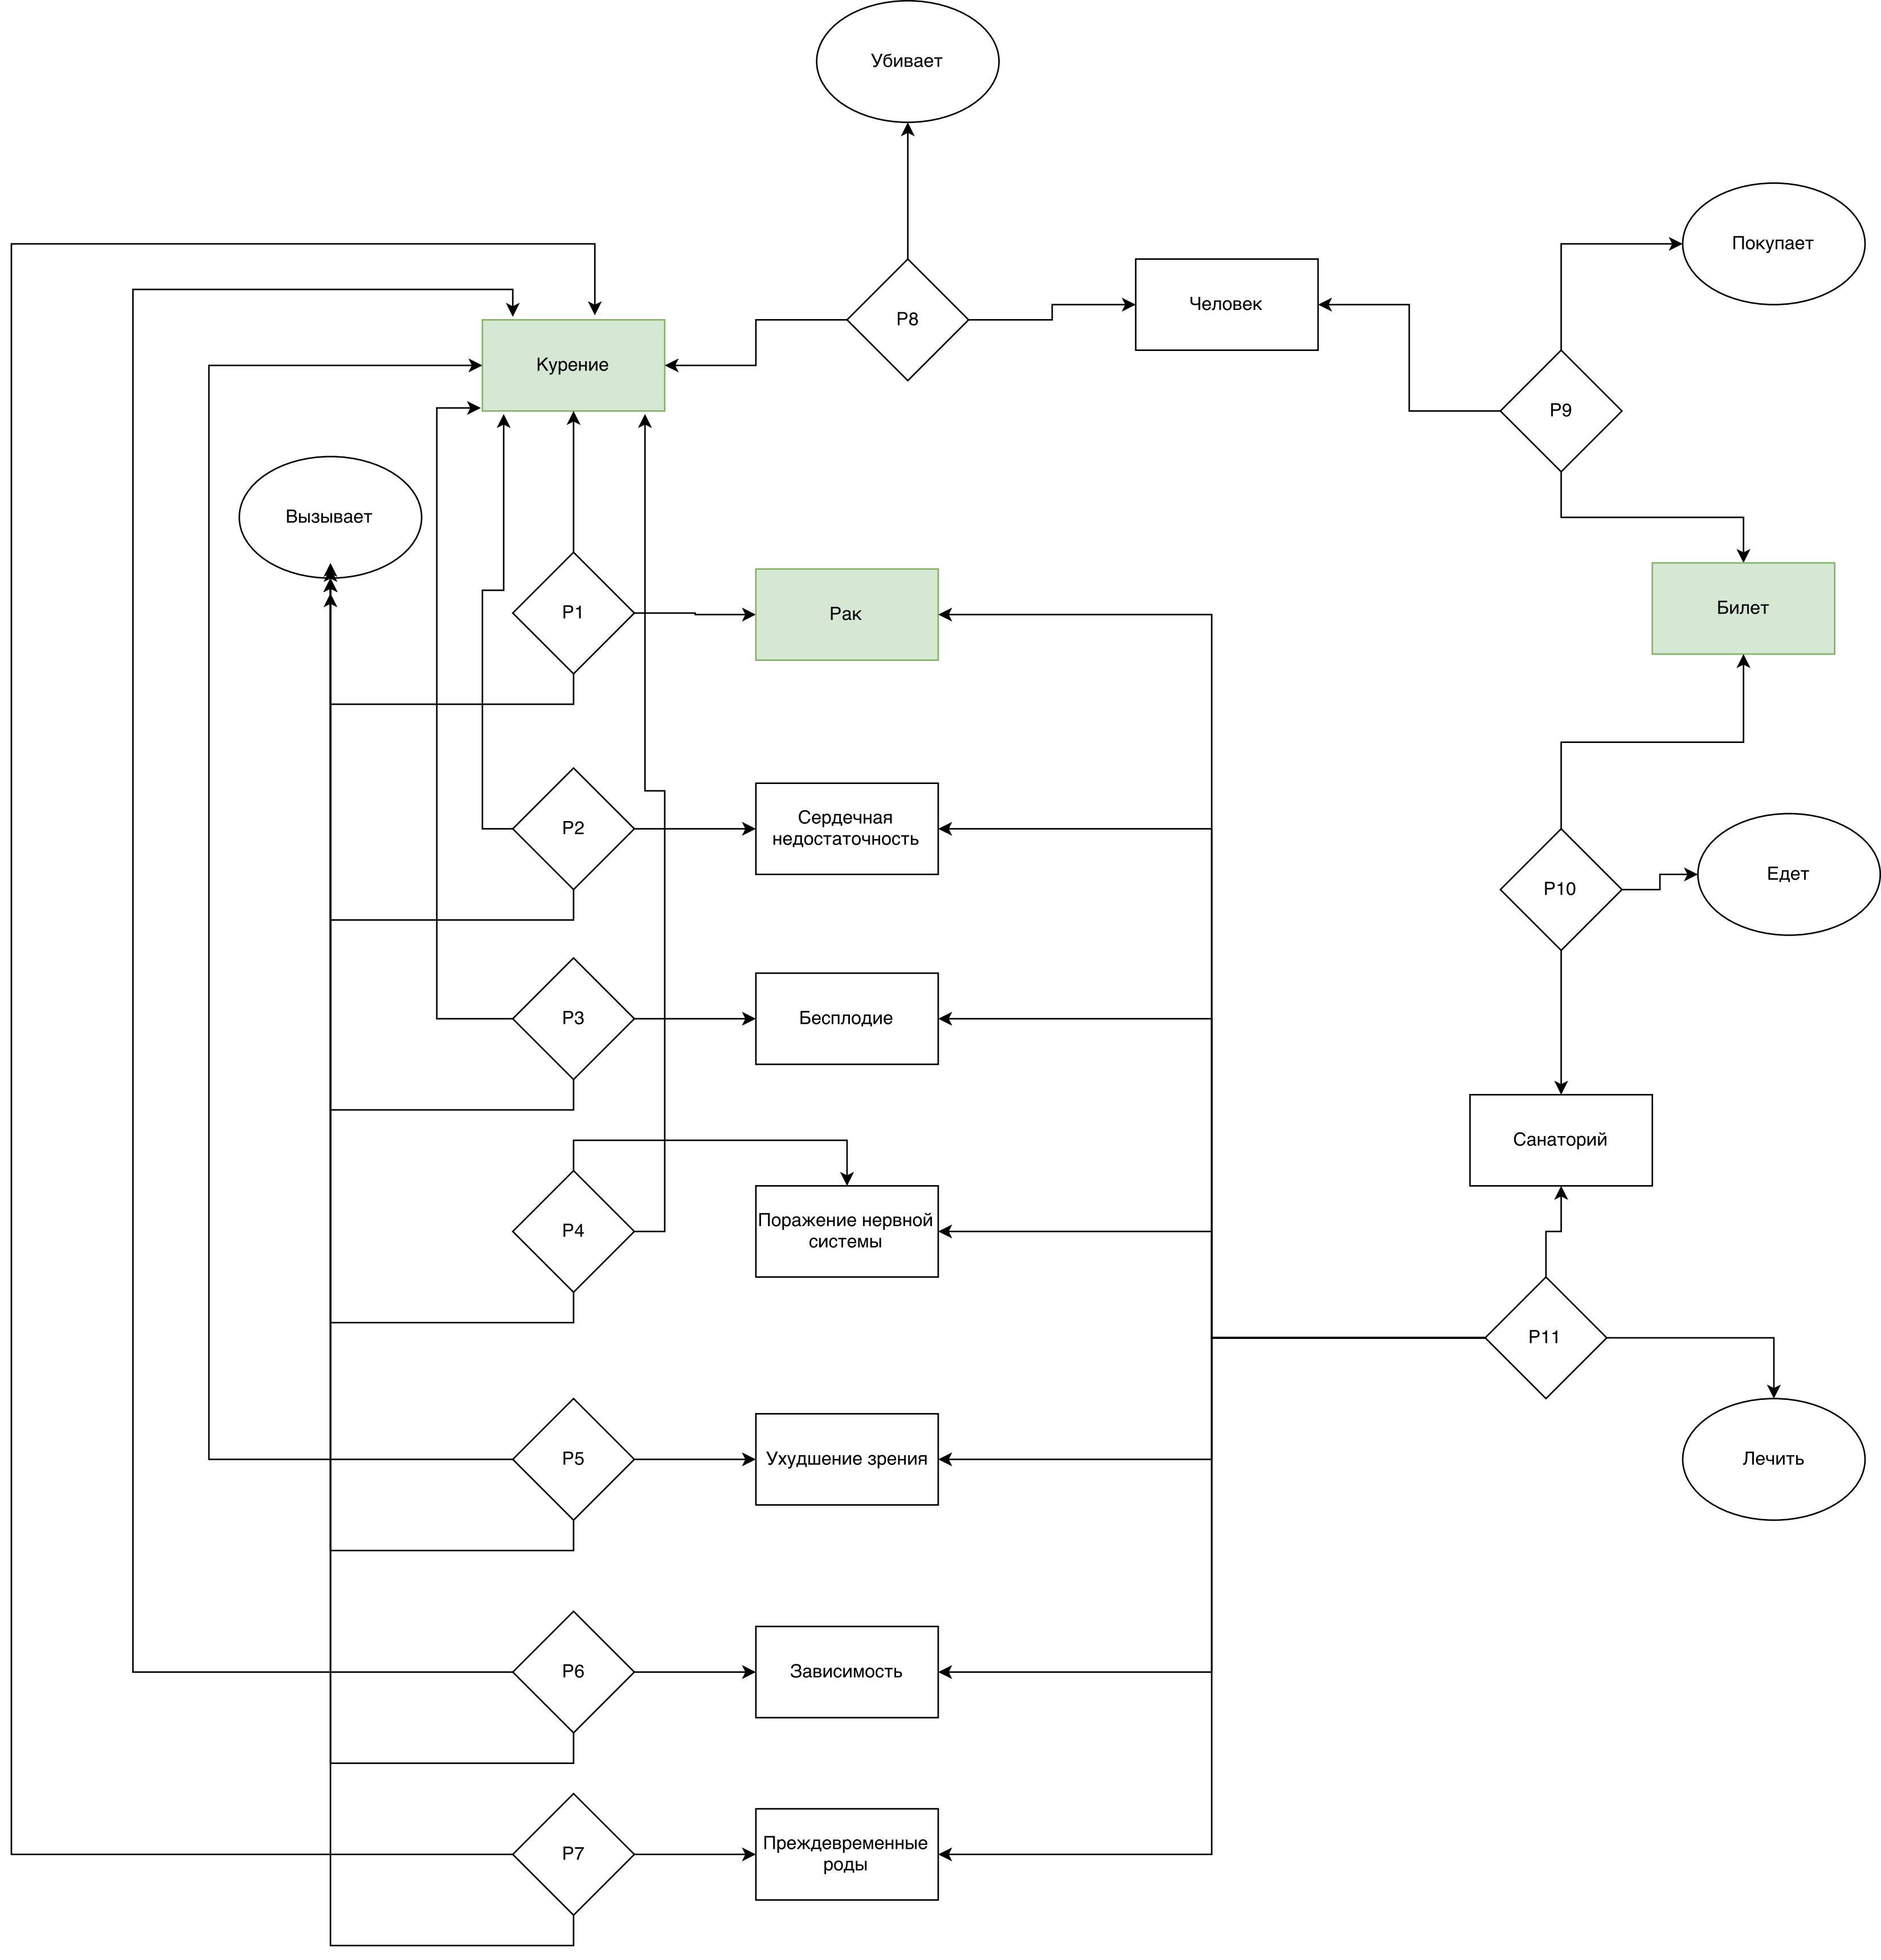 Убивает
Покупает
P8
Человек
Курение
P9
Вызывает
P1
Рак
Билет
P2
Сердечная
недостаточность
Едет
P10
P3
Бесплодие
Санаторий
P4
Поражение нервной
системы
P11
P5
Ухудшение зрения
Лечить
P6
Зависимость
P7
Преждевременные
роды